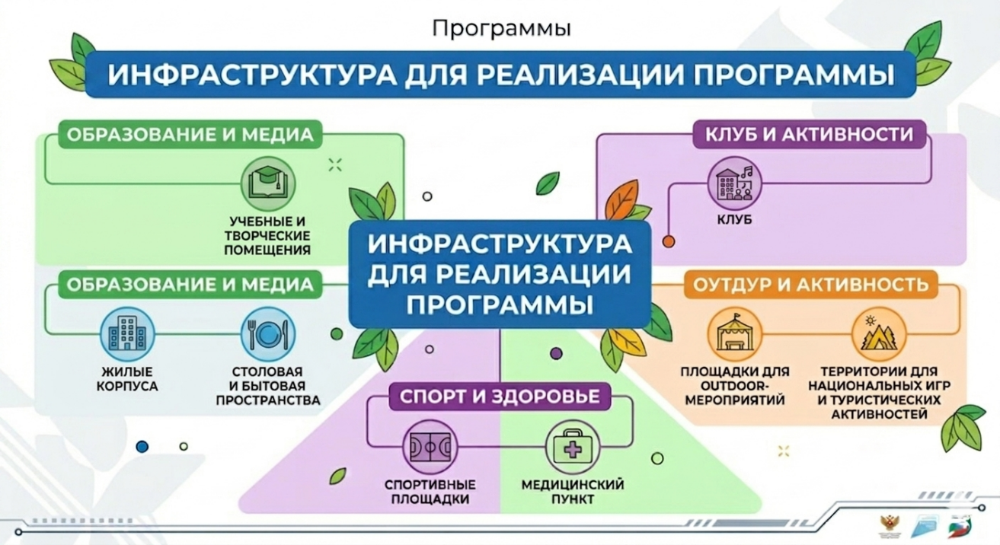 Программы
ИНФРАСТРУКТУРА ДЛЯ РЕАЛИЗАЦИИ ПРОГРАММЫ
ОБРАЗОВАНИЕ И МЕДИА
УЧЕБНЫЕ И
ТВОРЧЕСКИЕ
ПОМЕЩЕНИЯ
КЛУБ И АКТИВНОСТИ
КЛУБ
ИНФРАСТРУКТУРА
ДЛЯ РЕАЛИЗАЦИИ
ПРОГРАММЫ
ОБРАЗОВАНИЕ И МЕДИА
ЖИЛЫЕ
КОРПУСА
СТОЛОВАЯ
И БЫТОВАЯ
ПРОСТРАНСТВА
ОУТДУР И АКТИВНОСТЬ
ПЛОЩАДКИ ДЛЯ
OUTDOOR-
МЕРОПРИЯТИЙ
ТЕРРИТОРИИ ДЛЯ
НАЦИОНАЛЬНЫХ ИГР
И ТУРИСТИЧЕСКИХ
АКТИВНОСТЕЙ
СПОРТ И ЗДОРОВЬЕ
СПОРТИВНЫЕ
ПЛОЩАДКИ
МЕДИЦИНСКИЙ
ПУНКТ